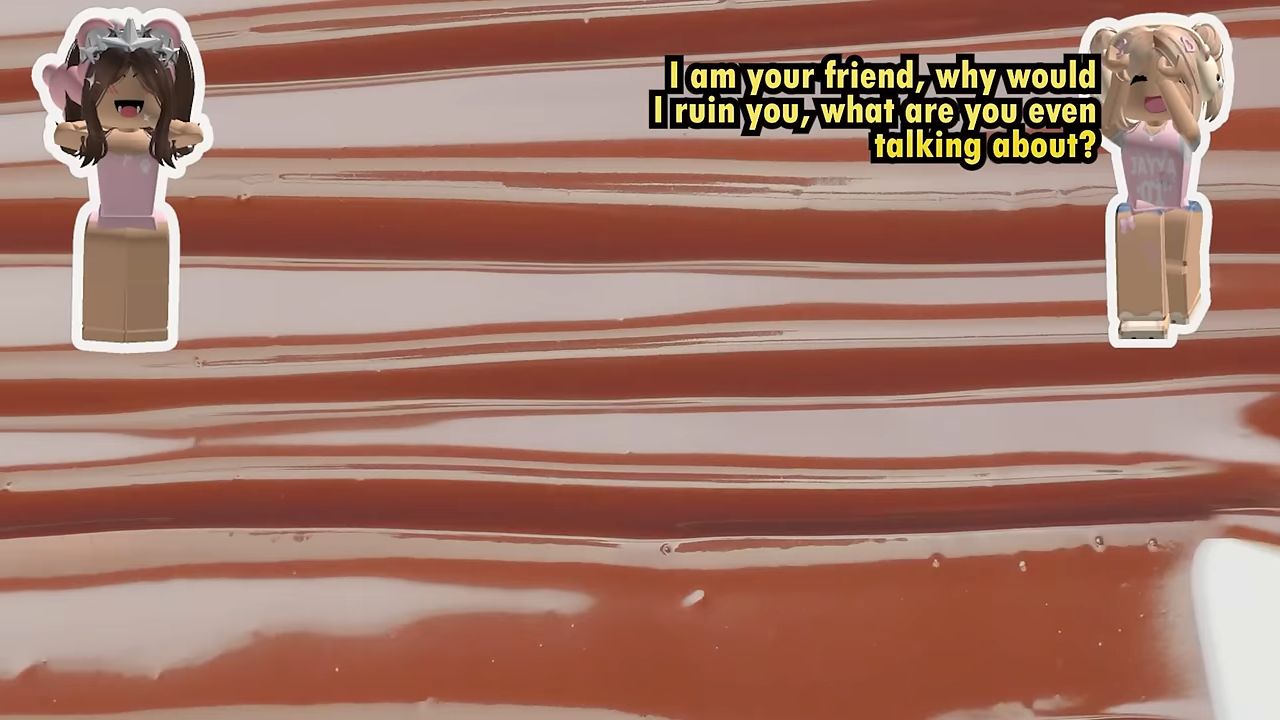 I am your friend, why would
I ruin you, what are you even
talking about?